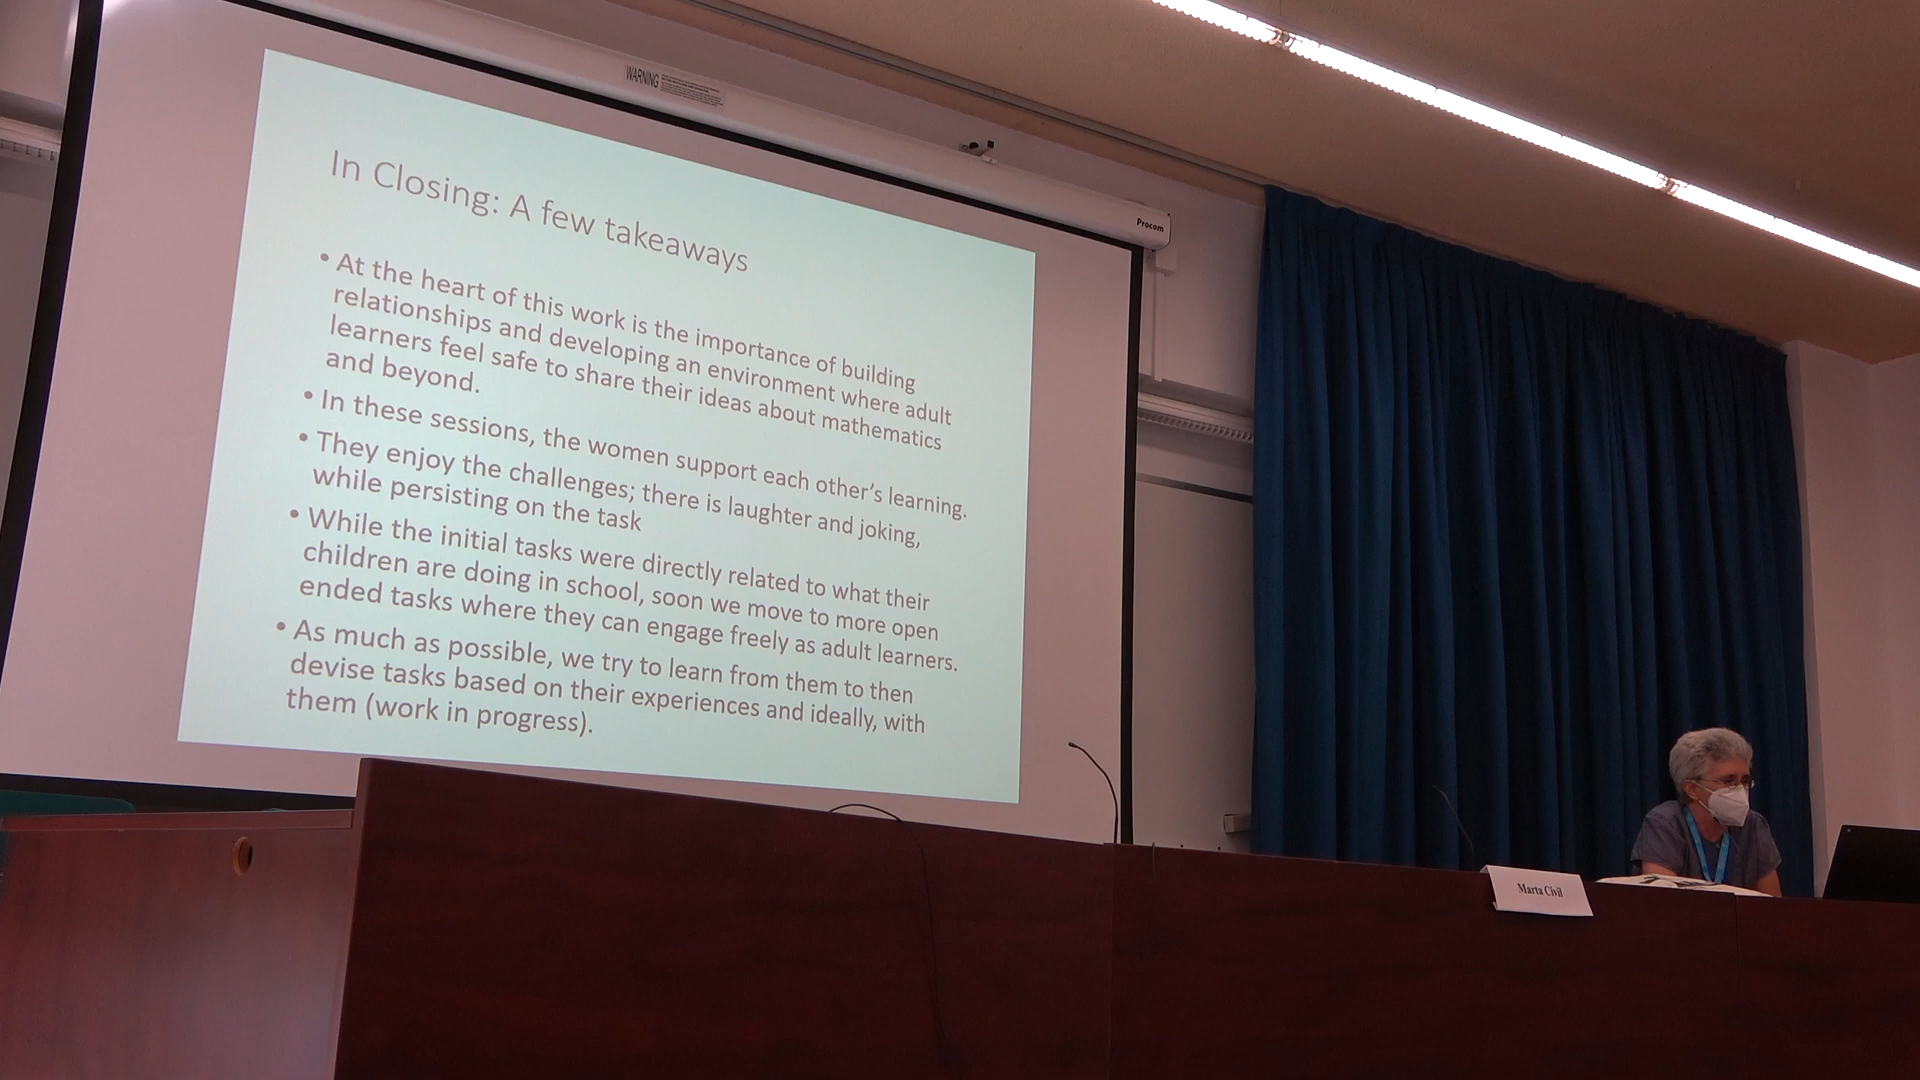 WARNING
Procom
In Closing: A few takeaways
• At the heart of this work is the importance of building
relationships and developing an environment where adult
learners feel safe to share their ideas about mathematics
and beyond.
• In these sessions, the women support each other's learning.
• They enjoy the challenges; there is laughter and joking,
while persisting on the task
• While the initial tasks were directly related to what their
children are doing in school, soon we move to more open
ended tasks where they can engage freely as adult learners.
• As much as possible, we try to learn from them to then
devise tasks based on their experiences and ideally, with
them (work in progress).
Marta Civil